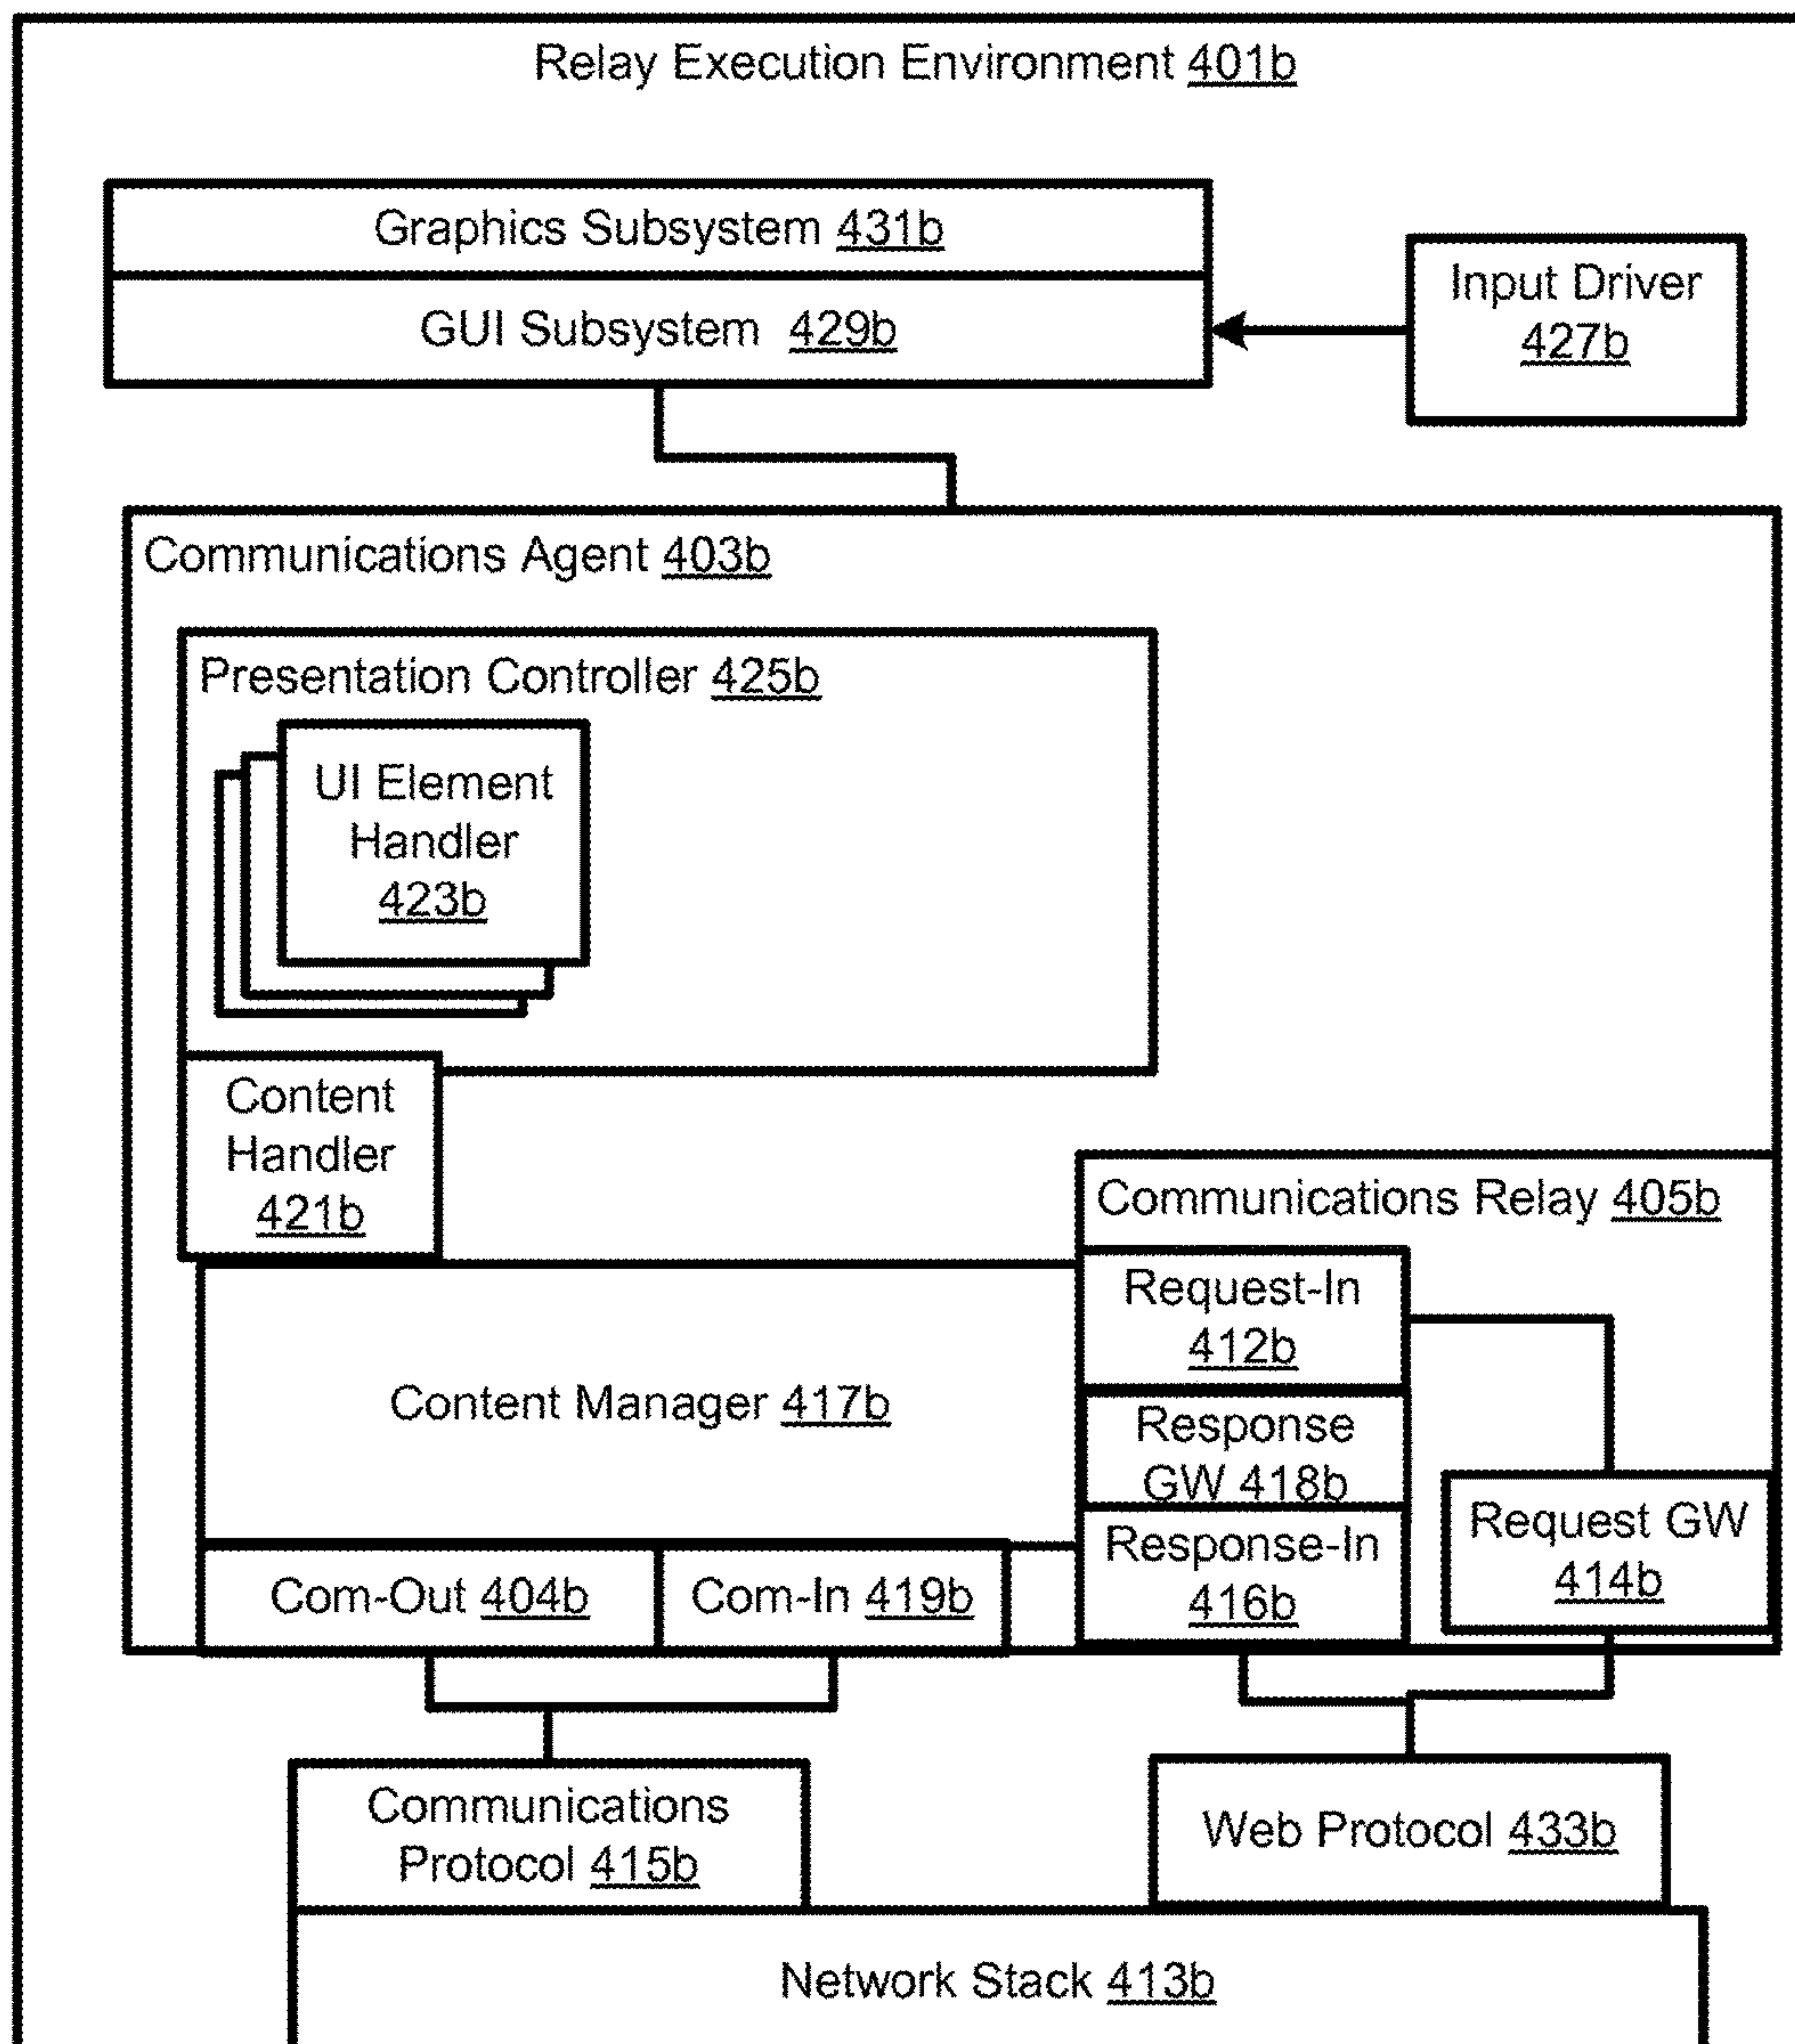 Relay Execution Environment 401b
Graphics Subsystem 431b
GUI Subsystem 429b
Input Driver
427b
Communications Agent 403b
Presentation Controller 425b
UI Element
Handler
423b
Content
Handler
421b
Communications Relay 405b
Request-In
412b
Content Manager 417b
Response
GW 418b
Request GW
414b
Response-In
416b
Com-Out 404b
Com-In 419b
Communications
Protocol 415b
Web Protocol 433b
Network Stack 413b